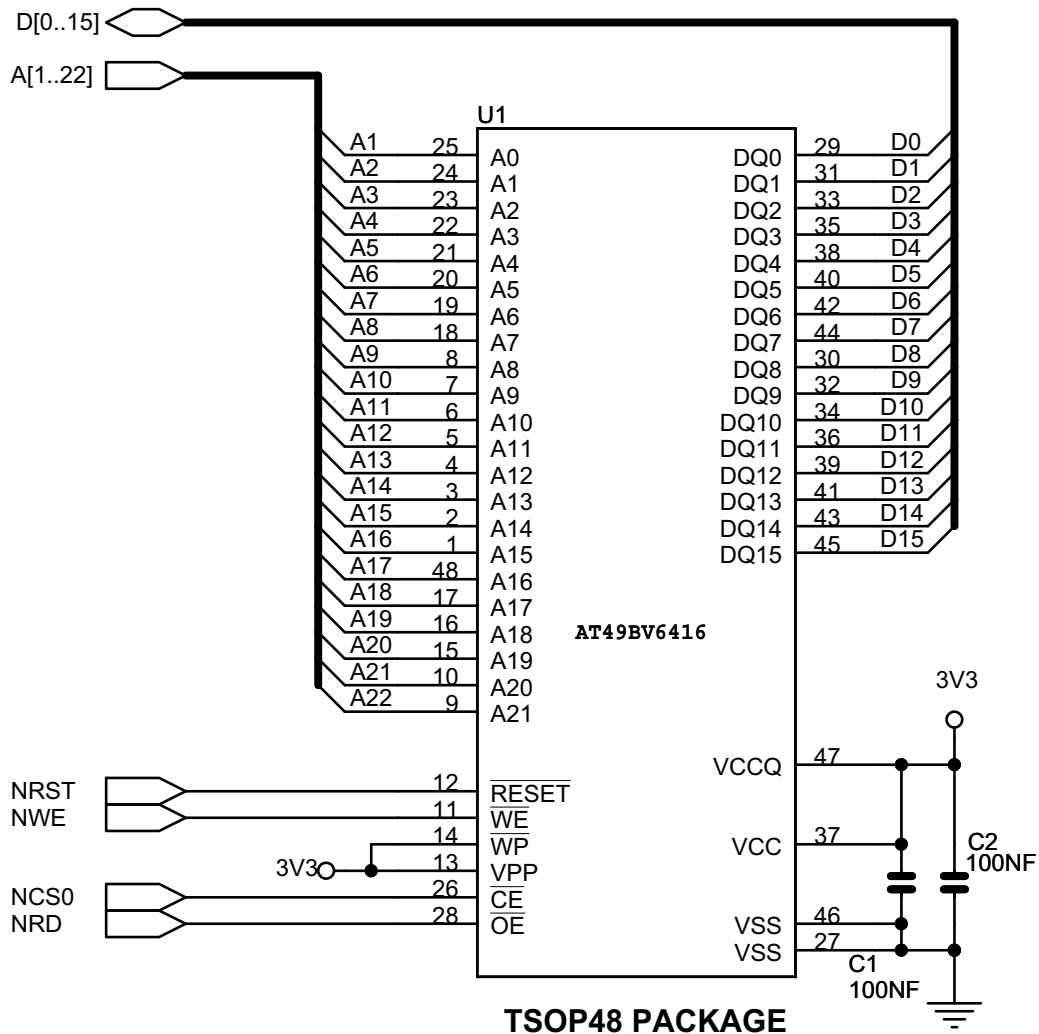 D[0..15]
A[1..22]
U1
A1 25 A0 DQ0 29 D0
A2 24 A1 DQ1 31 D1
A3 23 A2 DQ2 33 D2
A4 22 A3 DQ3 35 D3
A5 21 A4 DQ4 38 D4
A6 20 A5 DQ5 40 D5
A7 19 A6 DQ6 42 D6
A8 18 A7 DQ7 44 D7
A9 8 A8 DQ8 30 D8
A10 7 A9 DQ9 32 D9
A11 6 A10 DQ10 34 D10
A12 5 A11 DQ11 36 D11
A13 4 A12 DQ12 39 D12
A14 3 A13 DQ13 41 D13
A15 2 A14 DQ14 43 D14
A16 1 A15 DQ15 45 D15
A17 48 A16
A18 17 A17
A19 16 A18
AT49BV6416
A20 15 A19
A21 10 A20
A22 9 A21
3V3
VCCQ 47
NRST 12 RESET
NWE 11 WE
14 WP
VCC 37
C2
100NF
3V3 13 VPP
NCS0 26 CE
NRD 28 OE
VSS 46
VSS 27
C1
100NF
TSOP48 PACKAGE